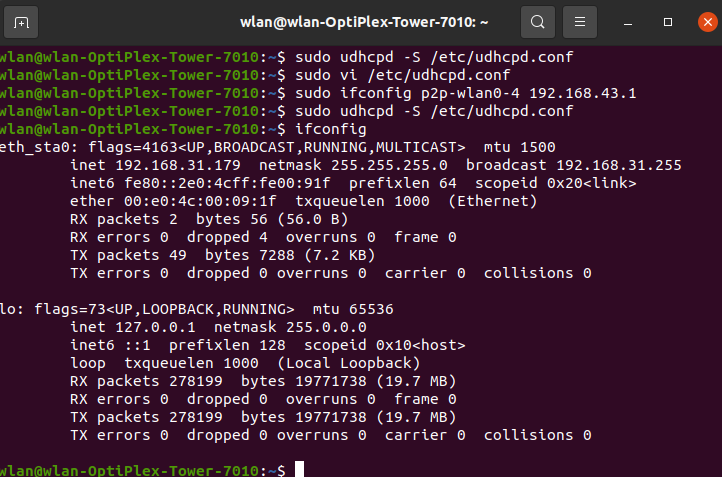 wlan@wlan-OptiPlex-Tower-7010: ~
wlan@wlan-OptiPlex-Tower-7010:~$ sudo udhcpd -S /etc/udhcpd.conf
wlan@wlan-OptiPlex-Tower-7010:~$ sudo vi /etc/udhcpd.conf
wlan@wlan-OptiPlex-Tower-7010:~$ sudo ifconfig p2p-wlan0-4 192.168.43.1
wlan@wlan-OptiPlex-Tower-7010:~$ sudo udhcpd -S /etc/udhcpd.conf
wlan@wlan-OptiPlex-Tower-7010:~$ ifconfig
eth_sta0: flags=4163<UP,BROADCAST,RUNNING,MULTICAST>  mtu 1500
        inet 192.168.31.179  netmask 255.255.255.0  broadcast 192.168.31.255
        inet6 fe80::2e0:4cff:fe00:91f  prefixlen 64  scopeid 0x20<link>
        ether 00:e0:4c:00:09:1f  txqueuelen 1000  (Ethernet)
        RX packets 2  bytes 56 (56.0 B)
        RX errors 0  dropped 4  overruns 0  frame 0
        TX packets 49  bytes 7288 (7.2 KB)
        TX errors 0  dropped 0 overruns 0  carrier 0  collisions 0

lo: flags=73<UP,LOOPBACK,RUNNING>  mtu 65536
        inet 127.0.0.1  netmask 255.0.0.0
        inet6 ::1  prefixlen 128  scopeid 0x10<host>
        loop  txqueuelen 1000  (Local Loopback)
        RX packets 278199  bytes 19771738 (19.7 MB)
        RX errors 0  dropped 0  overruns 0  frame 0
        TX packets 278199  bytes 19771738 (19.7 MB)
        TX errors 0  dropped 0 overruns 0  carrier 0  collisions 0

wlan@wlan-OptiPlex-Tower-7010:~$